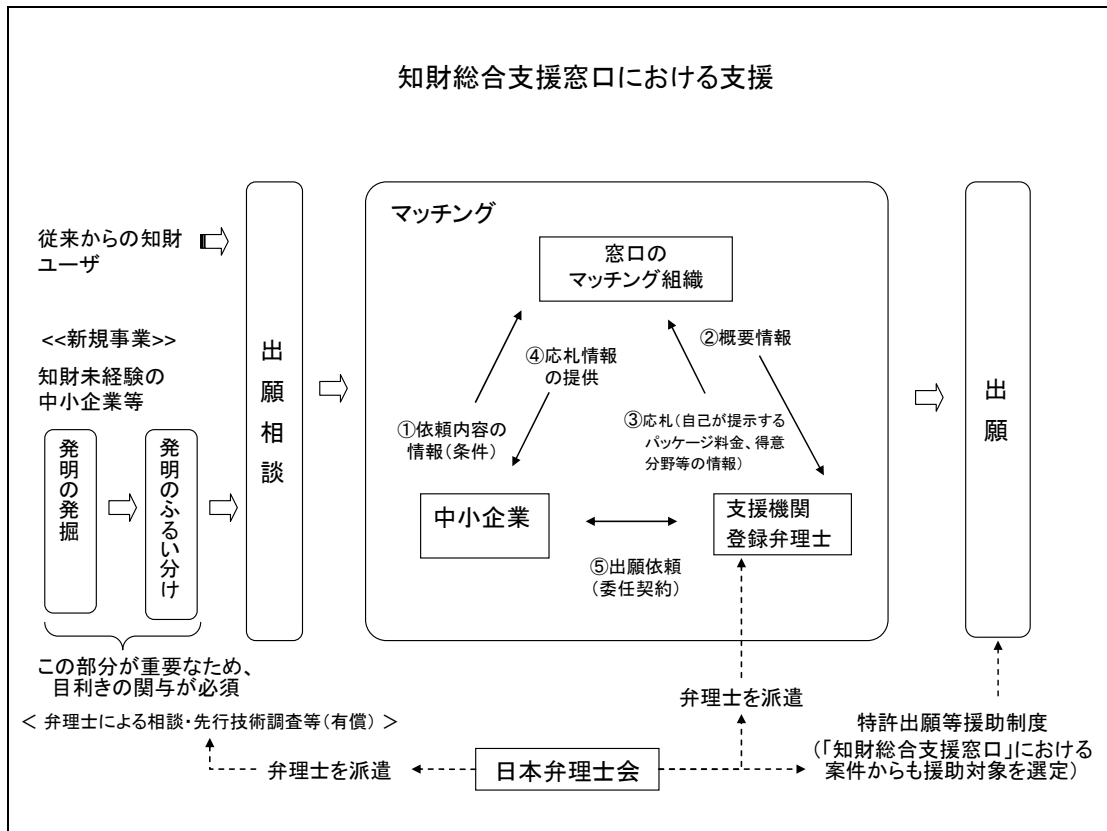 知財総合支援窓口における支援
従来からの知財
ユーザ
<<新規事業>>
知財未経験の
中小企業等
発明の発掘
発明のふるい分け
この部分が重要なため、
目利きの関与が必須
＜ 弁理士による相談・先行技術調査等(有償) ＞
出願相談
マッチング
窓口の
マッチング組織
①依頼内容の
情報(条件)
④応札情報
の提供
②概要情報
③応札(自己が提示する
パッケージ料金、得意
分野等の情報)
中小企業
支援機関
登録弁理士
⑤出願依頼
(委任契約)
出願
弁理士を派遣
日本弁理士会
弁理士を派遣
特許出願等援助制度
(「知財総合支援窓口」における
案件からも援助対象を選定)